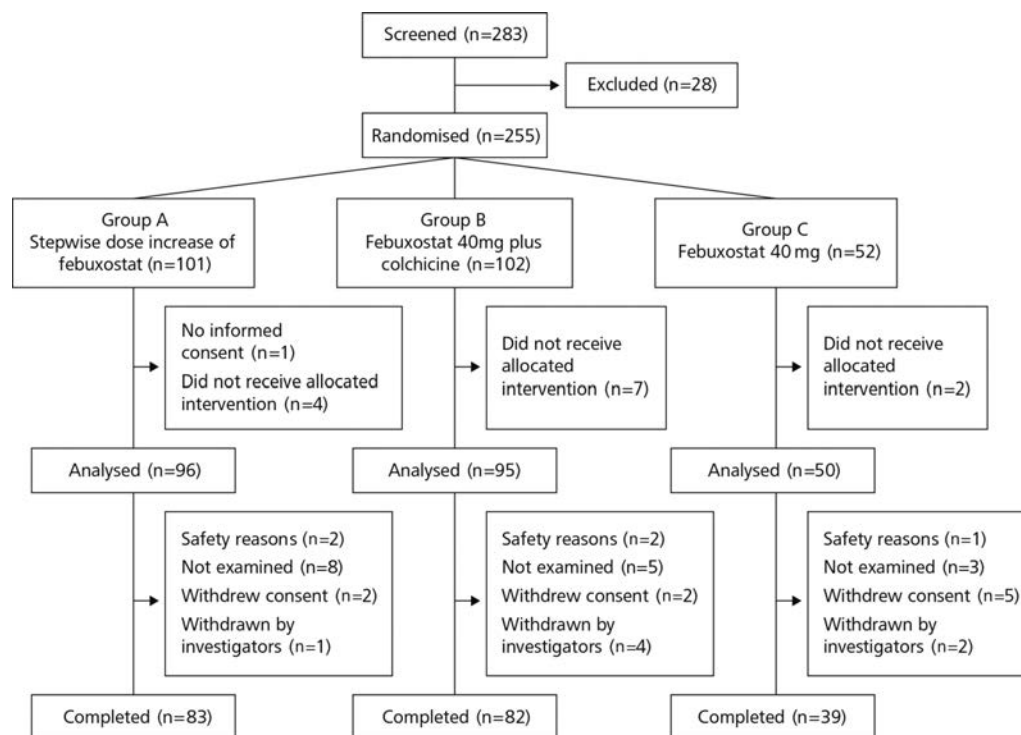 Screened (n=283)
Excluded (n=28)
Randomised (n=255)
Group A
Stepwise dose increase of
febuxostat (n=101)
Group B
Febuxostat 40mg plus
colchicine (n=102)
Group C
Febuxostat 40 mg (n=52)
No informed
consent (n=1)
Did not receive allocated
intervention (n=4)
Did not receive
allocated
intervention (n=7)
Did not receive
allocated
intervention (n=2)
Analysed (n=96)
Analysed (n=95)
Analysed (n=50)
Safety reasons (n=2)
Not examined (n=8)
Withdrew consent (n=2)
Withdrawn by
investigators (n=1)
Safety reasons (n=2)
Not examined (n=5)
Withdrew consent (n=2)
Withdrawn by
investigators (n=4)
Safety reasons (n=1)
Not examined (n=3)
Withdrew consent (n=5)
Withdrawn by
investigators (n=2)
Completed (n=83)
Completed (n=82)
Completed (n=39)